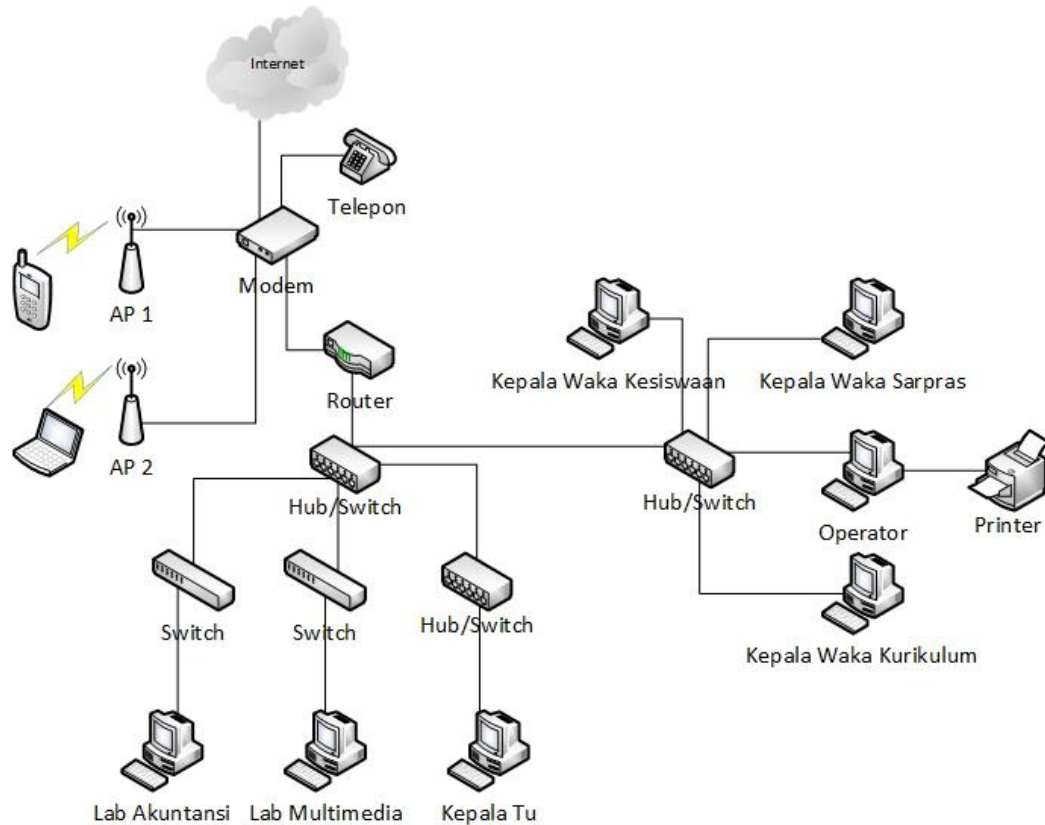 Internet
Telepon
Modem
AP 1
Router
AP 2
Kepala Waka Kesiswaan
Kepala Waka Sarpras
Hub/Switch
Hub/Switch
Operator
Printer
Switch
Switch
Hub/Switch
Kepala Waka Kurikulum
Lab Akuntansi
Lab Multimedia
Kepala Tu